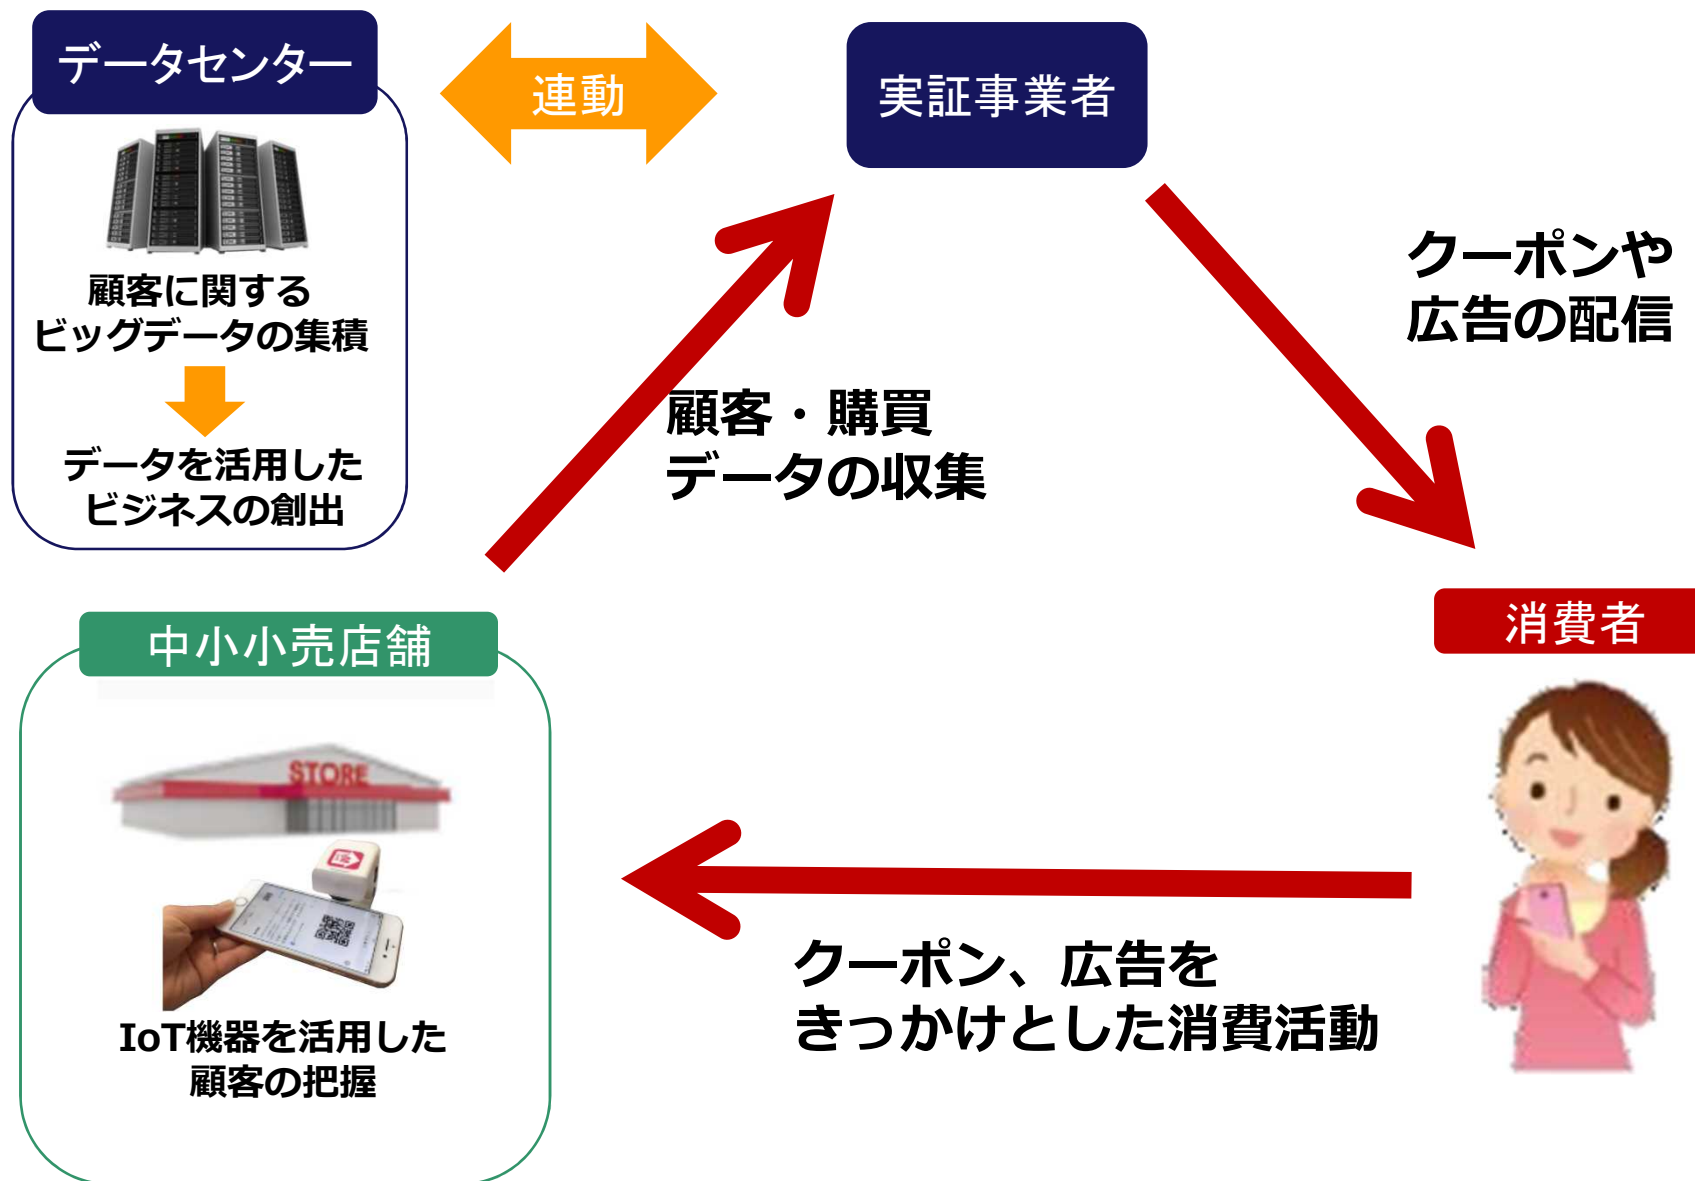 データセンター
連動
実証事業者
顧客に関する
ビッグデータの集積
データを活用した
ビジネスの創出
クーポンや
広告の配信
顧客・購買
データの収集
消費者
中小小売店舗
STORE
IoT機器を活用した
顧客の把握
クーポン、広告を
きっかけとした消費活動